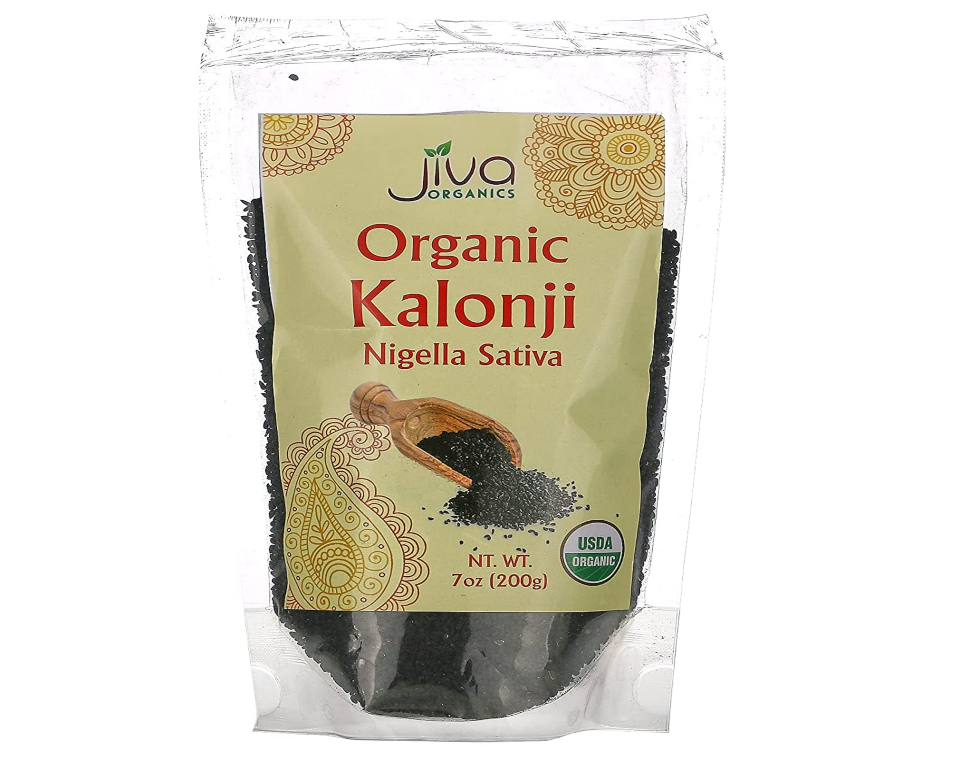 jiva
ORGANICS
Organic
Kalonji
Nigella Sativa
NT. WT.
7oz (200g)
USDA
ORGANIC